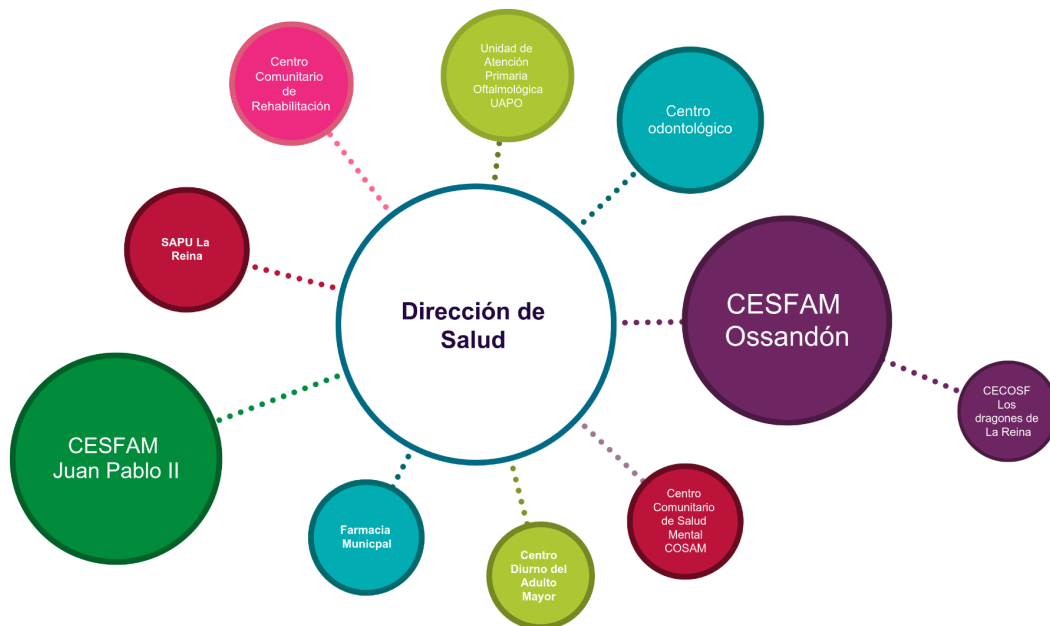 Centro
Comunitario
de
Rehabilitación
Unidad de
Atención
Primaria
Oftalmológica
UAPO
Centro
odontológico
SAPU La
Reina
Dirección de
Salud
CESFAM
Ossandón
CECOSF
Los
dragones de
La Reina
CESFAM
Juan Pablo II
Farmacia
Municpal
Centro
Diurno del
Adulto
Mayor
Centro
Comunitario
de Salud
Mental
COSAM